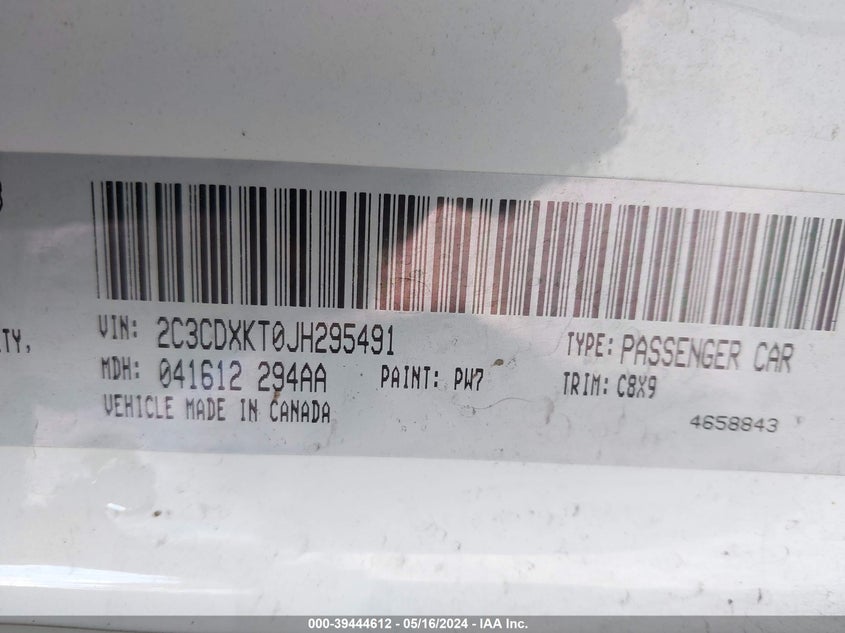 ITY,
VIN: 2C3CDXKT0JH295491 TYPE: PASSENGER CAR
MDH: 041612 294AA PAINT: PW7 TRIM: C8X9
VEHICLE MADE IN CANADA 4658843
000-39444612 - 05/16/2024 - IAA Inc.